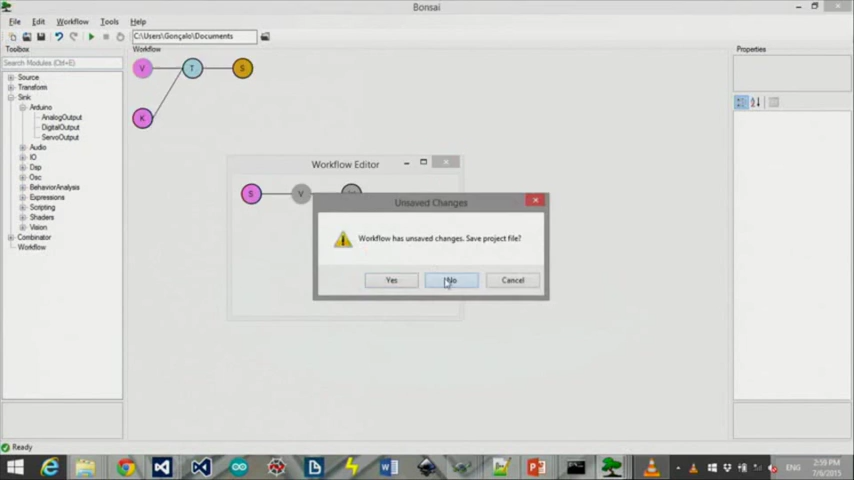 Bonsai
File Edit Workflow Tools Help
C:\Users\Gonçalo\Documents
Toolbox
Workflow
Properties
Search Modules (Ctrl+E)
Source
Transform
Sink
Arduino
AnalogOutput
DigitalOutput
ServoOutput
Audio
IO
Dsp
Osc
BehaviorAnalysis
Expressions
Scripting
Shaders
Vision
Combinator
Workflow
V T S
K
Workflow Editor
S V
Unsaved Changes
Workflow has unsaved changes. Save project file?
Yes No Cancel
Ready
ENG
2:59 PM
7/6/2015